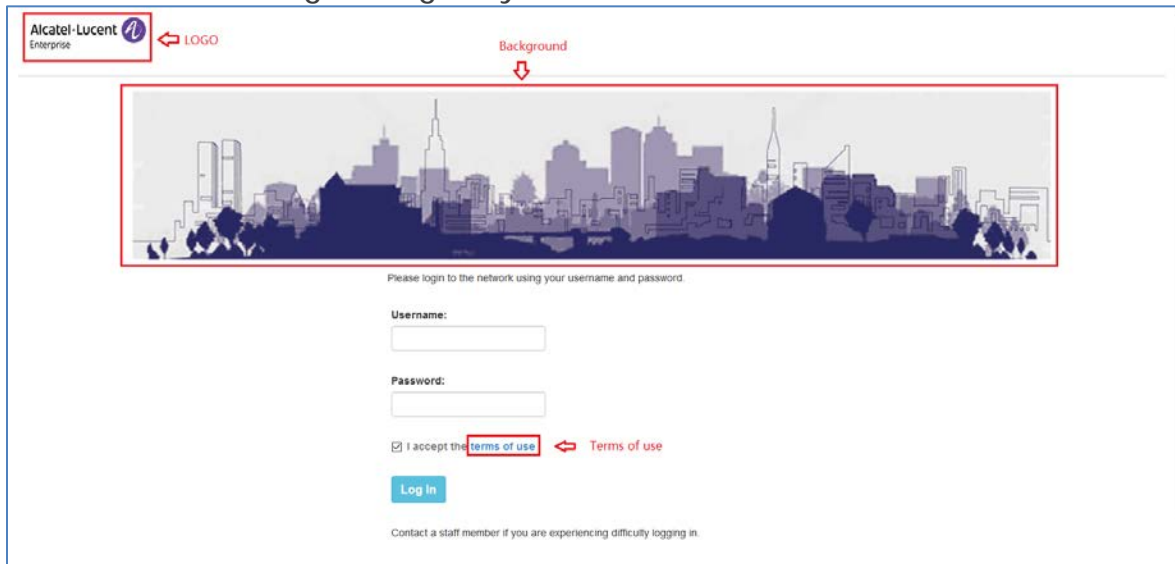 Alcatel·Lucent
Enterprise
LOGO
Background
Please login to the network using your username and password.
Username:
Password:
I accept the terms of use
Terms of use
Log In
Contact a staff member if you are experiencing difficulty logging in.